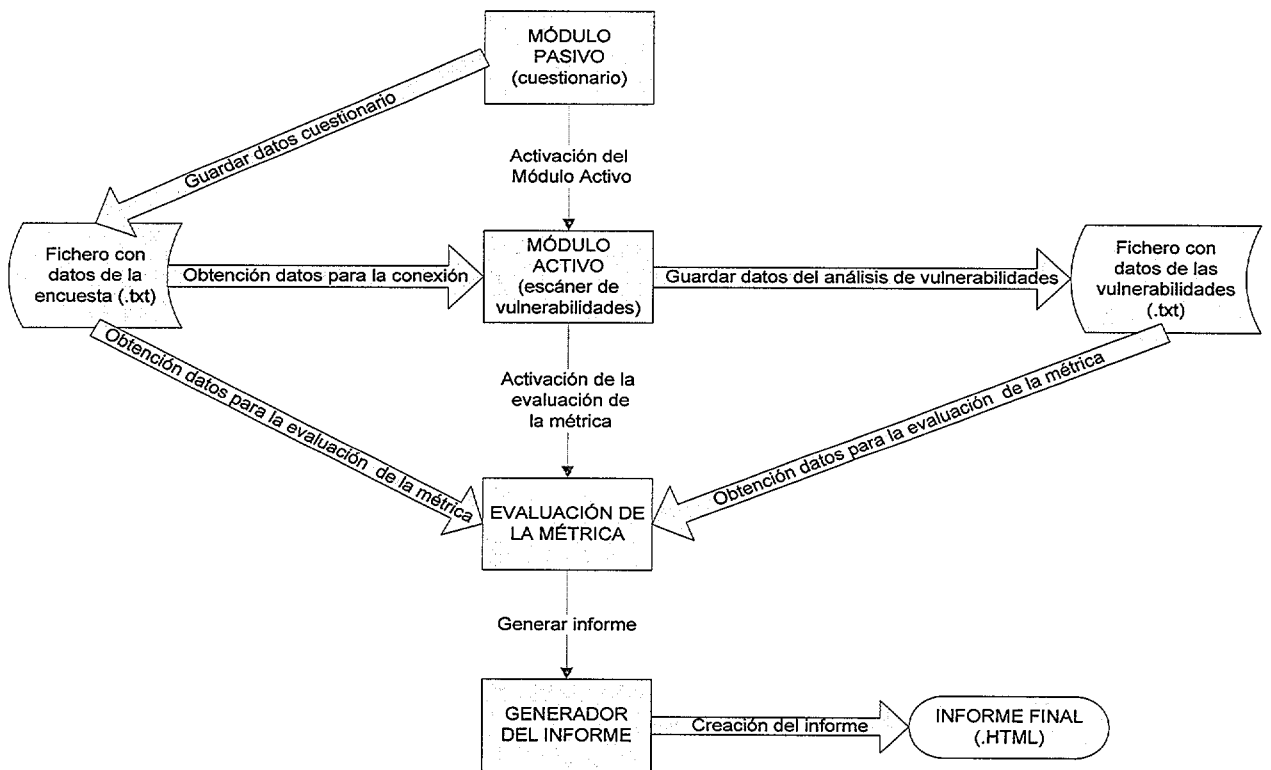 MÓDULO
PASIVO
(cuestionario)
Guardar datos cuestionario
Activación del
Módulo Activo
Fichero con
datos de la
encuesta (.txt)
Obtención datos para la conexión
MÓDULO
ACTIVO
(escáner de
vulnerabilidades)
Guardar datos del análisis de vulnerabilidades
Fichero con
datos de las
vulnerabilidades
(.txt)
Obtención datos para la evaluación de la métrica
Activación de la
evaluación de
la métrica
Obtención datos para la evaluación de la métrica
EVALUACIÓN DE
LA MÉTRICA
Generar informe
GENERADOR
DEL INFORME
Creación del informe
INFORME FINAL
(.HTML)